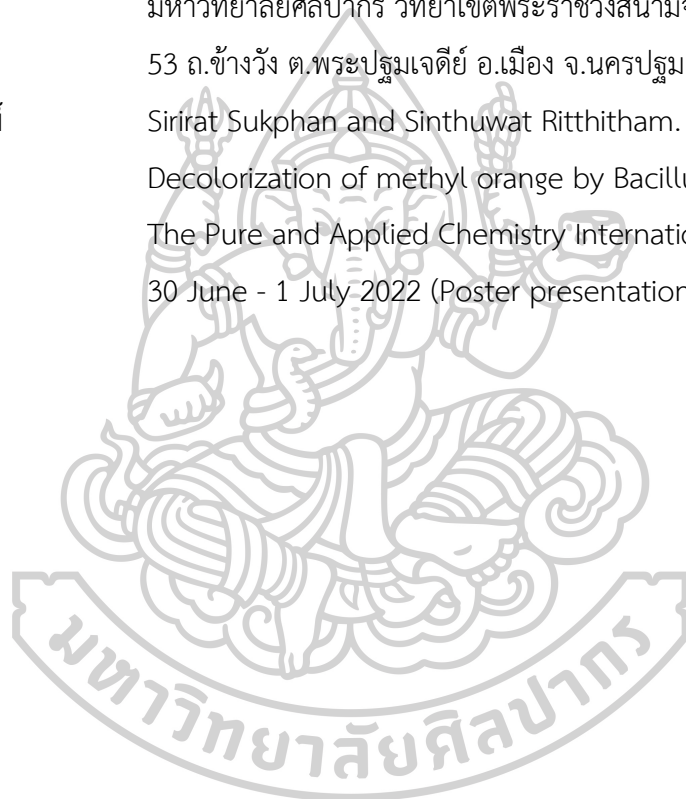 มหาวิทยาลัยศิลปากร วิทยาเขตพระราชวังสนาม
53 ถ.ข้างวัง ต.พระปฐมเจดีย์ อ.เมือง จ.นครปฐม
Sirirat Sukphan and Sinthuwat Ritthitham.
Decolorization of methyl orange by Bacillu
The Pure and Applied Chemistry Internatio
30 June - 1 July 2022 (Poster presentation
มหาวิทยาลัยศิลปากร